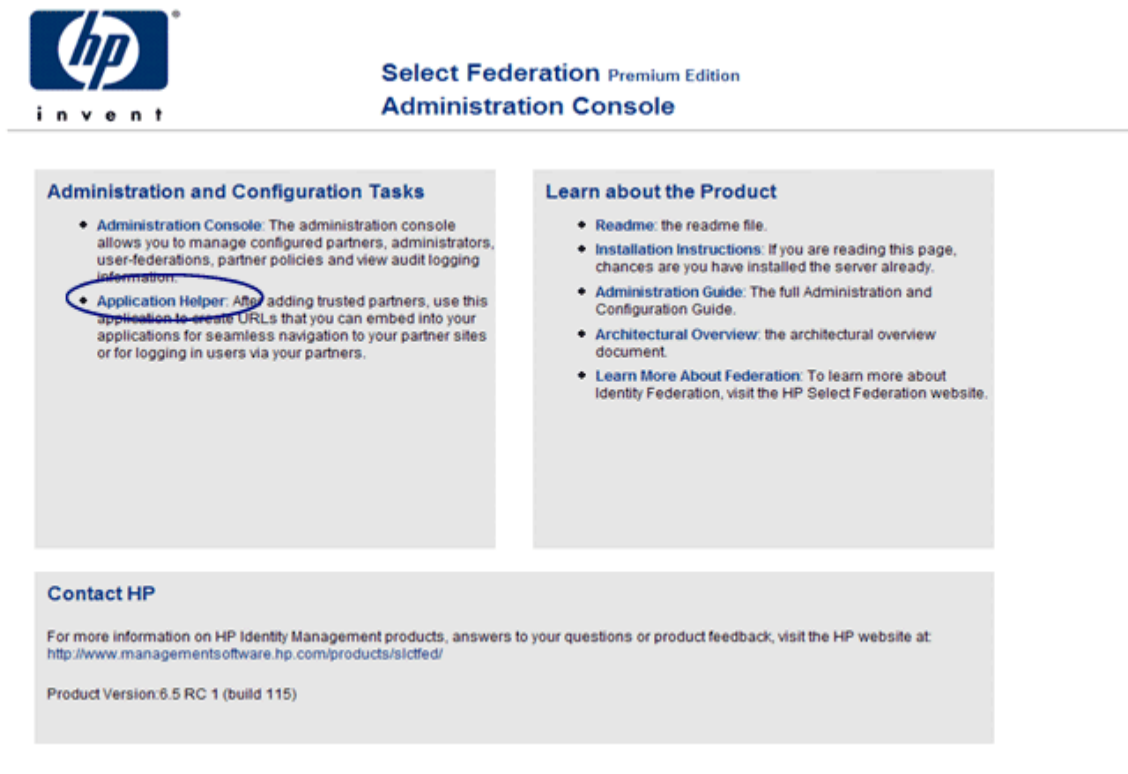 hp
invent
Select Federation Premium Edition
Administration Console
Administration and Configuration Tasks
Administration Console: The administration console
allows you to manage configured partners, administrators,
user-federations, partner policies and view audit logging
information.
Application Helper: After adding trusted partners, use this
application to create URLs that you can embed into your
applications for seamless navigation to your partner sites
or for logging in users via your partners.
Learn about the Product
Readme: the readme file.
Installation Instructions: If you are reading this page,
chances are you have installed the server already.
Administration Guide: The full Administration and
Configuration Guide.
Architectural Overview: the architectural overview
document.
Learn More About Federation: To learn more about
Identity Federation, visit the HP Select Federation website.
Contact HP
For more information on HP Identity Management products, answers to your questions or product feedback, visit the HP website at:
http://www.managementsoftware.hp.com/products/slctfed/
Product Version:6.5 RC 1 (build 115)